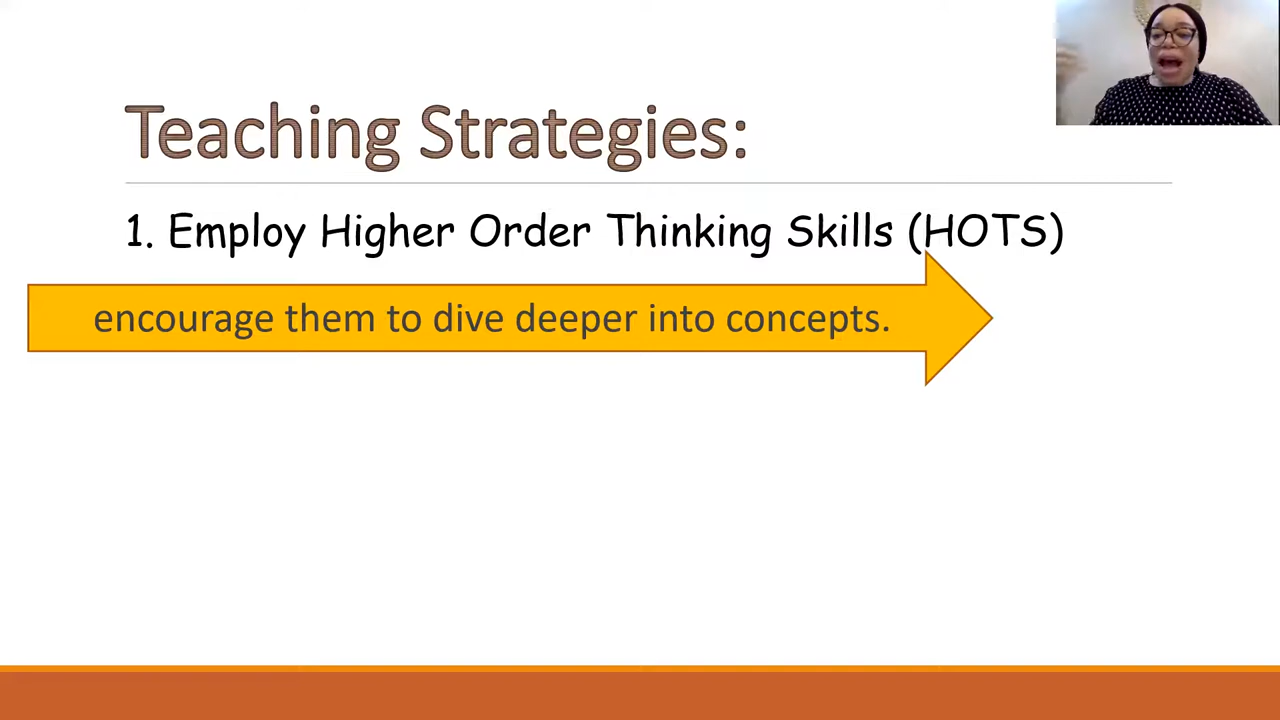 Teaching Strategies:
1. Employ Higher Order Thinking Skills (HOTS)
encourage them to dive deeper into concepts.